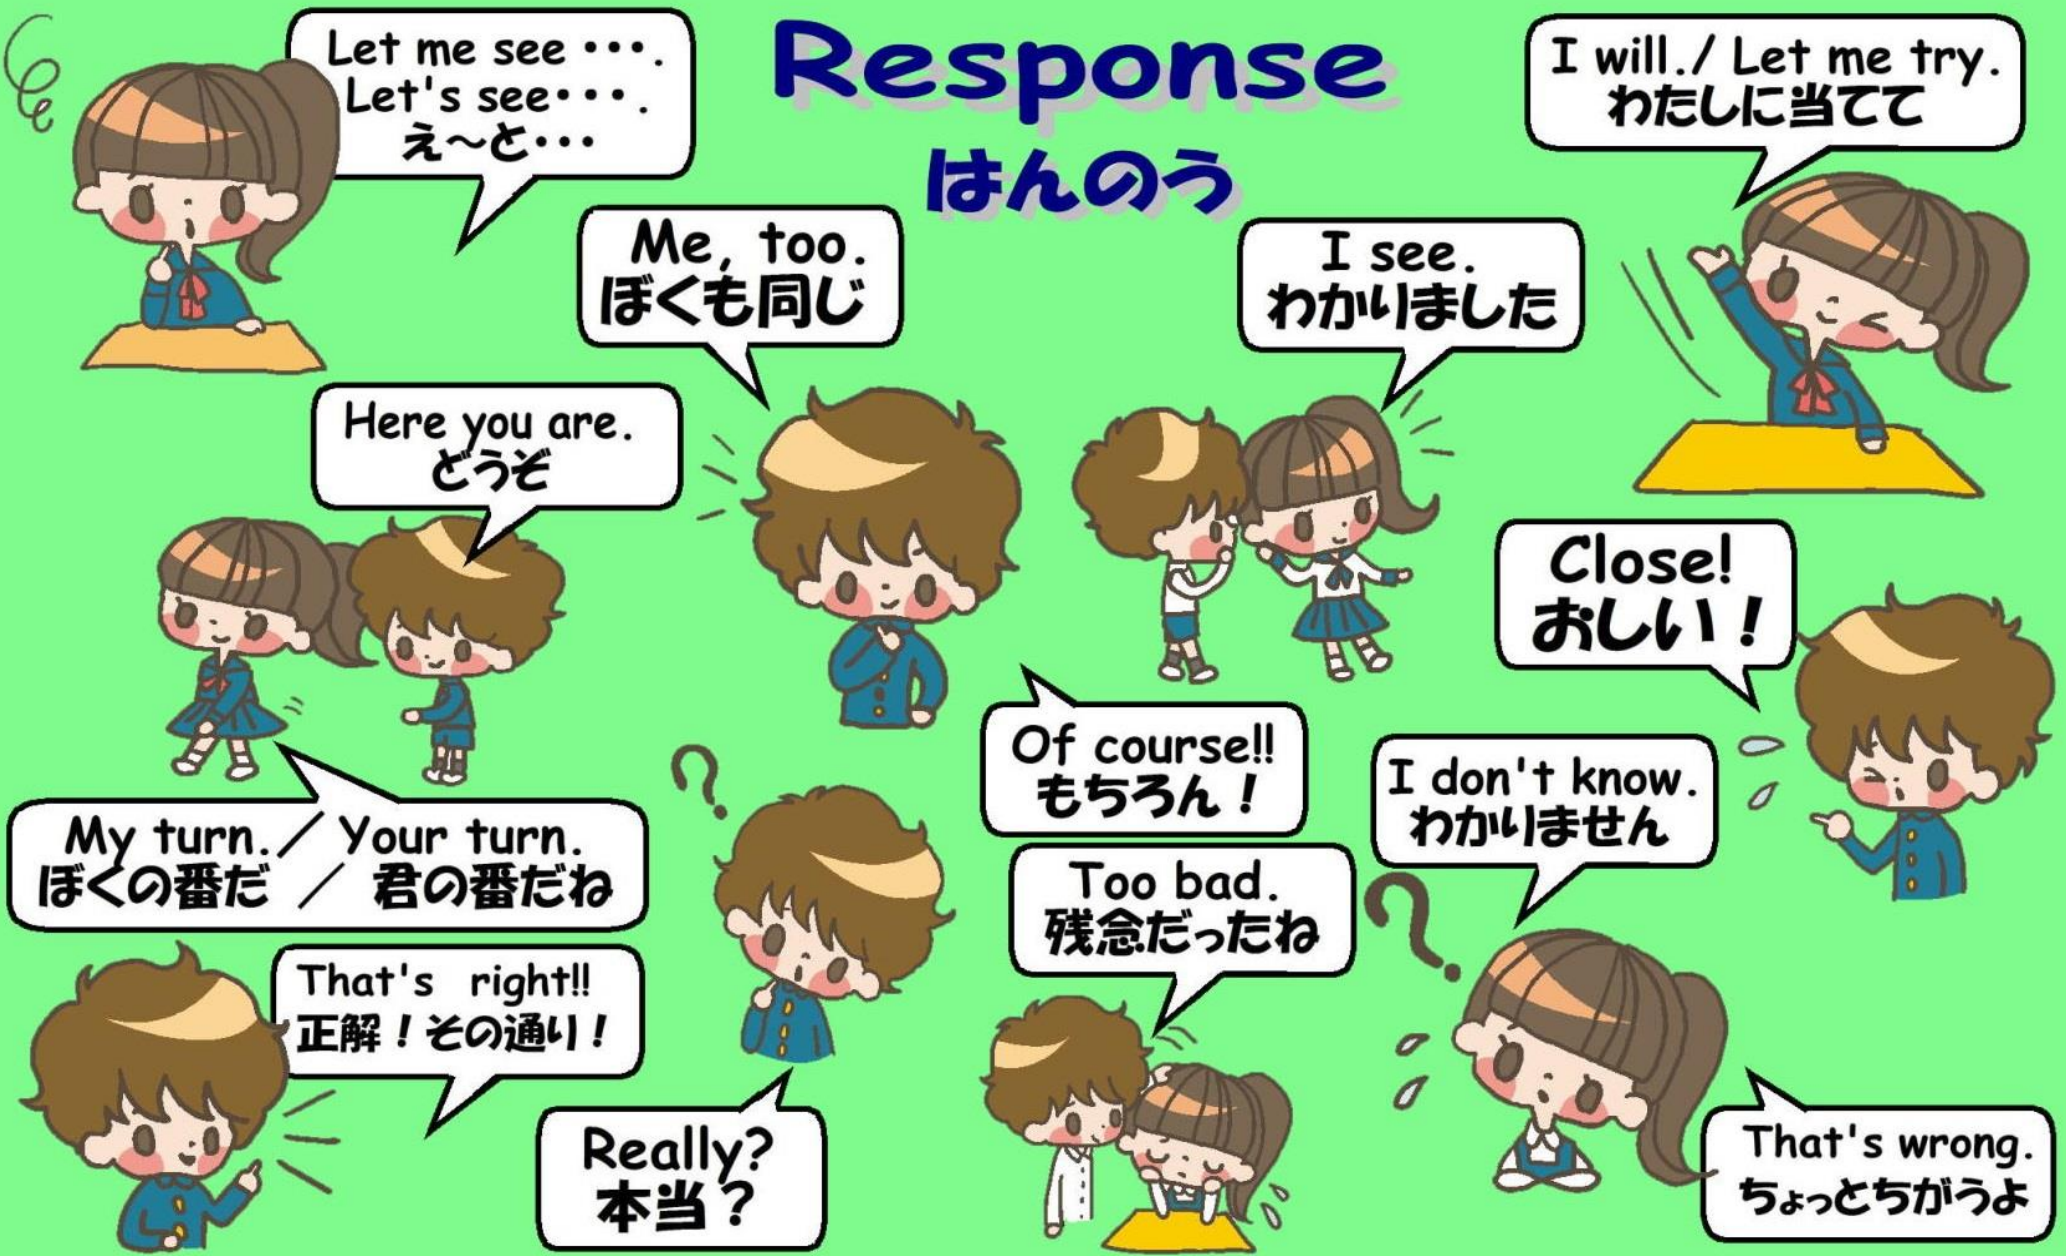 Response
はんのう
Let me see ・・・.
Let's see・・・.
え〜と・・・
I will./ Let me try.
わたしに当てて
Me, too.
ぼくも同じ
I see.
わかりました
Here you are.
どうぞ
Close!
おしい！
Of course!!
もちろん！
I don't know.
わかりません
My turn.／Your turn.
ぼくの番だ ／ 君の番だね
Too bad.
残念だったね
That's right!!
正解！その通り！
Really?
本当？
That's wrong.
ちょっとちがうよ
?
?